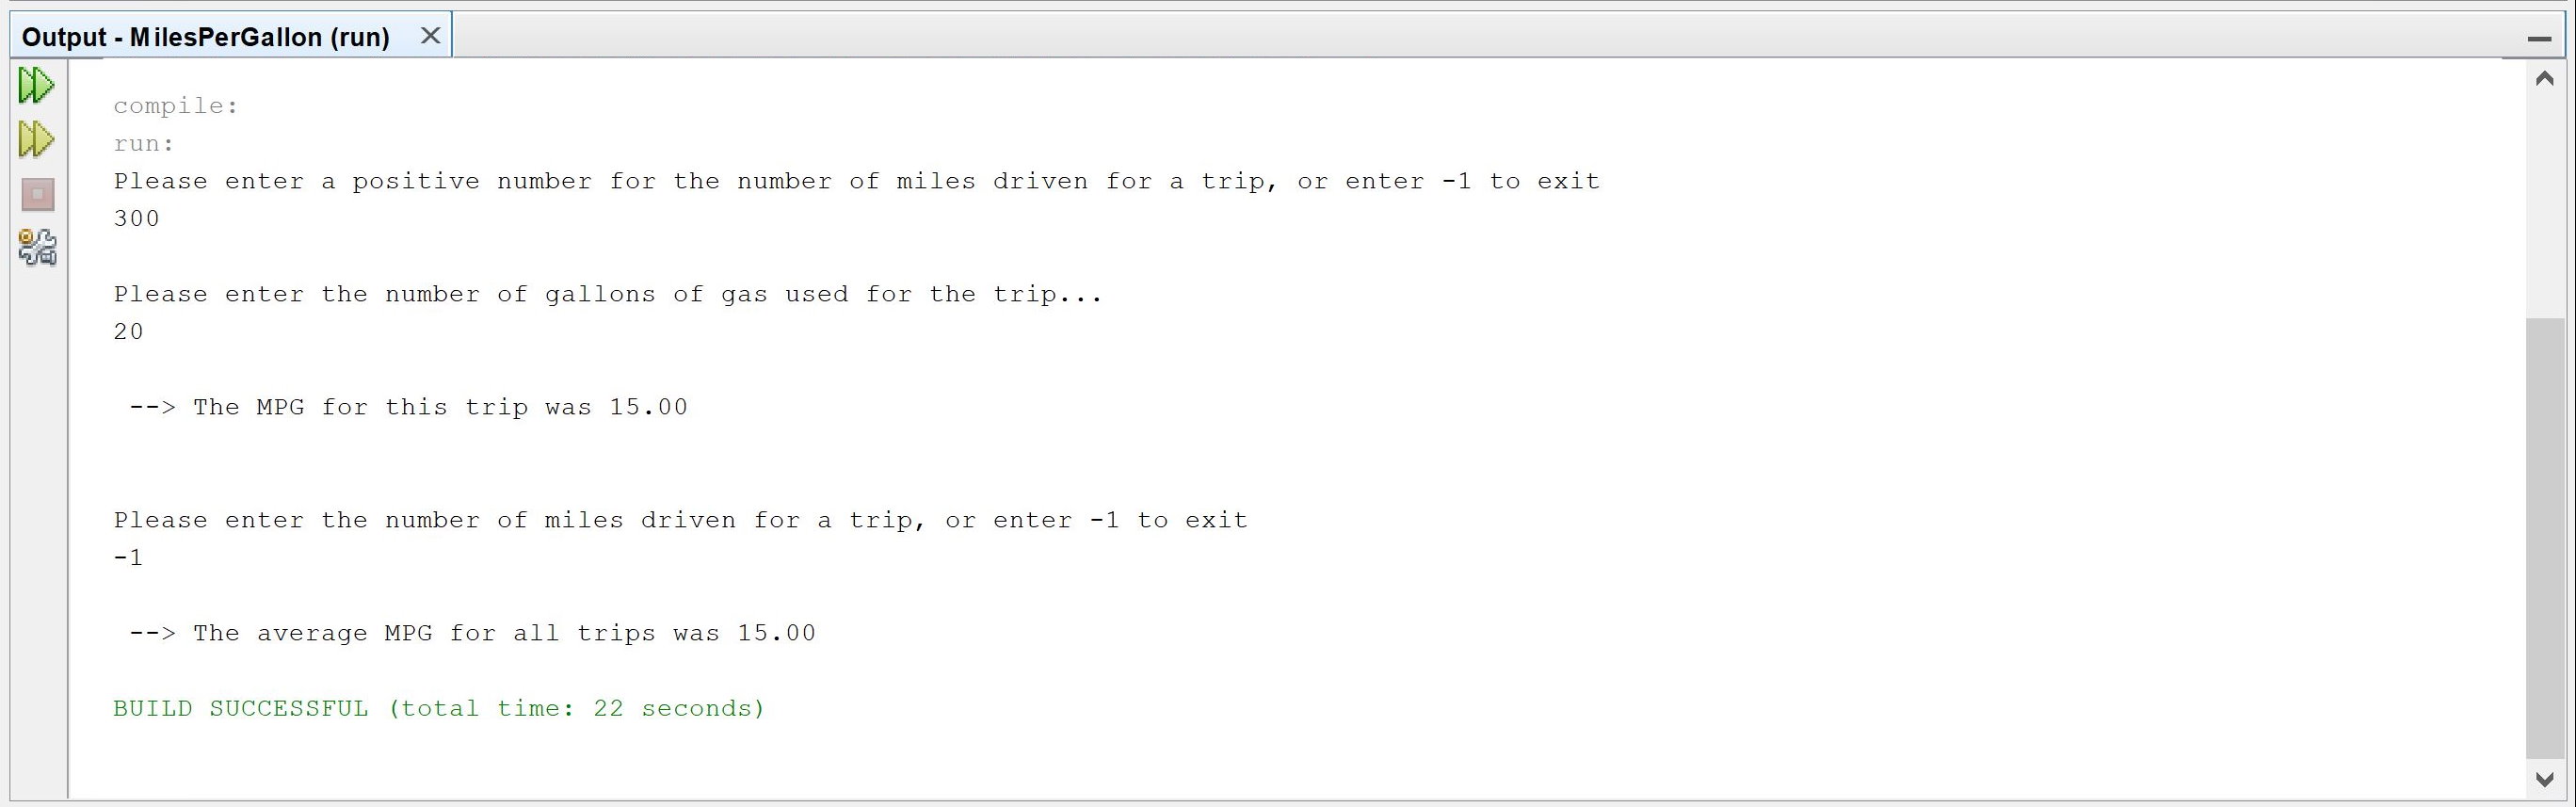 Output - MilesPerGallon (run)
compile:
run:
Please enter a positive number for the number of miles driven for a trip, or enter -1 to exit
300
Please enter the number of gallons of gas used for the trip...
20
--> The MPG for this trip was 15.00
Please enter the number of miles driven for a trip, or enter -1 to exit
-1
--> The average MPG for all trips was 15.00
BUILD SUCCESSFUL (total time: 22 seconds)